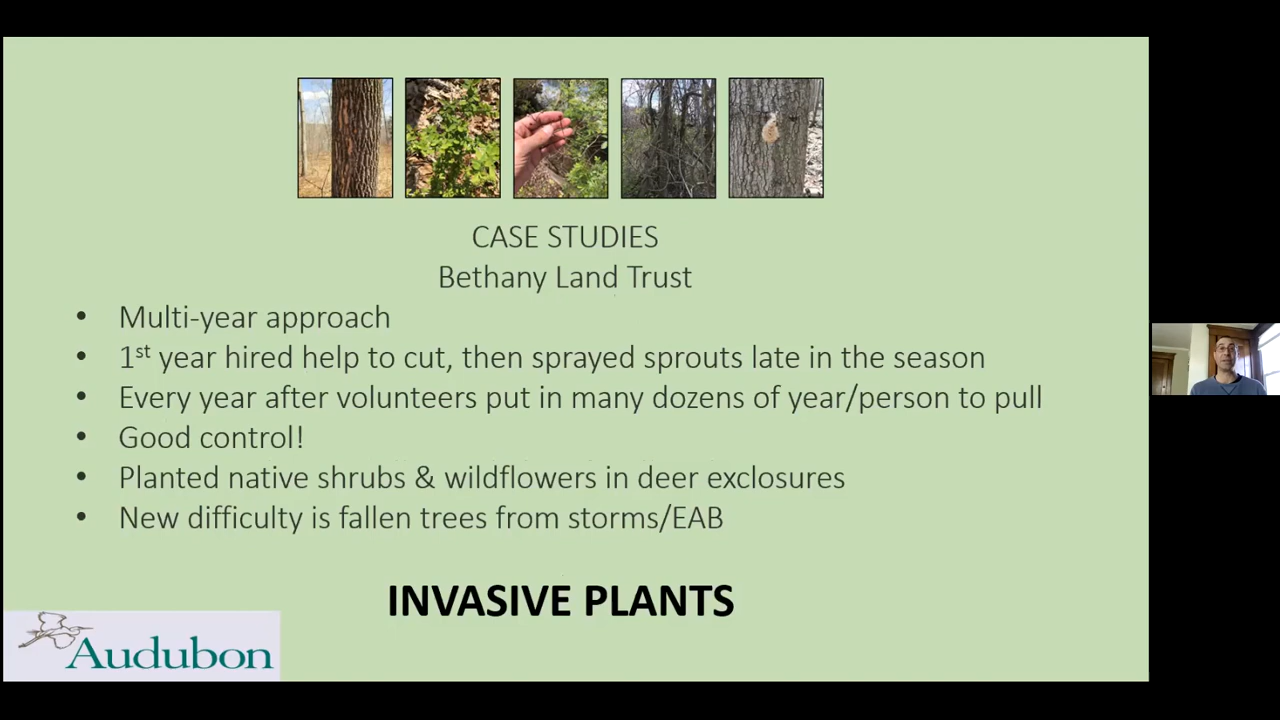 CASE STUDIES
Bethany Land Trust
• Multi-year approach
• 1st year hired help to cut, then sprayed sprouts late in the season
• Every year after volunteers put in many dozens of year/person to pull
• Good control!
• Planted native shrubs & wildflowers in deer exclosures
• New difficulty is fallen trees from storms/EAB
INVASIVE PLANTS
Audubon